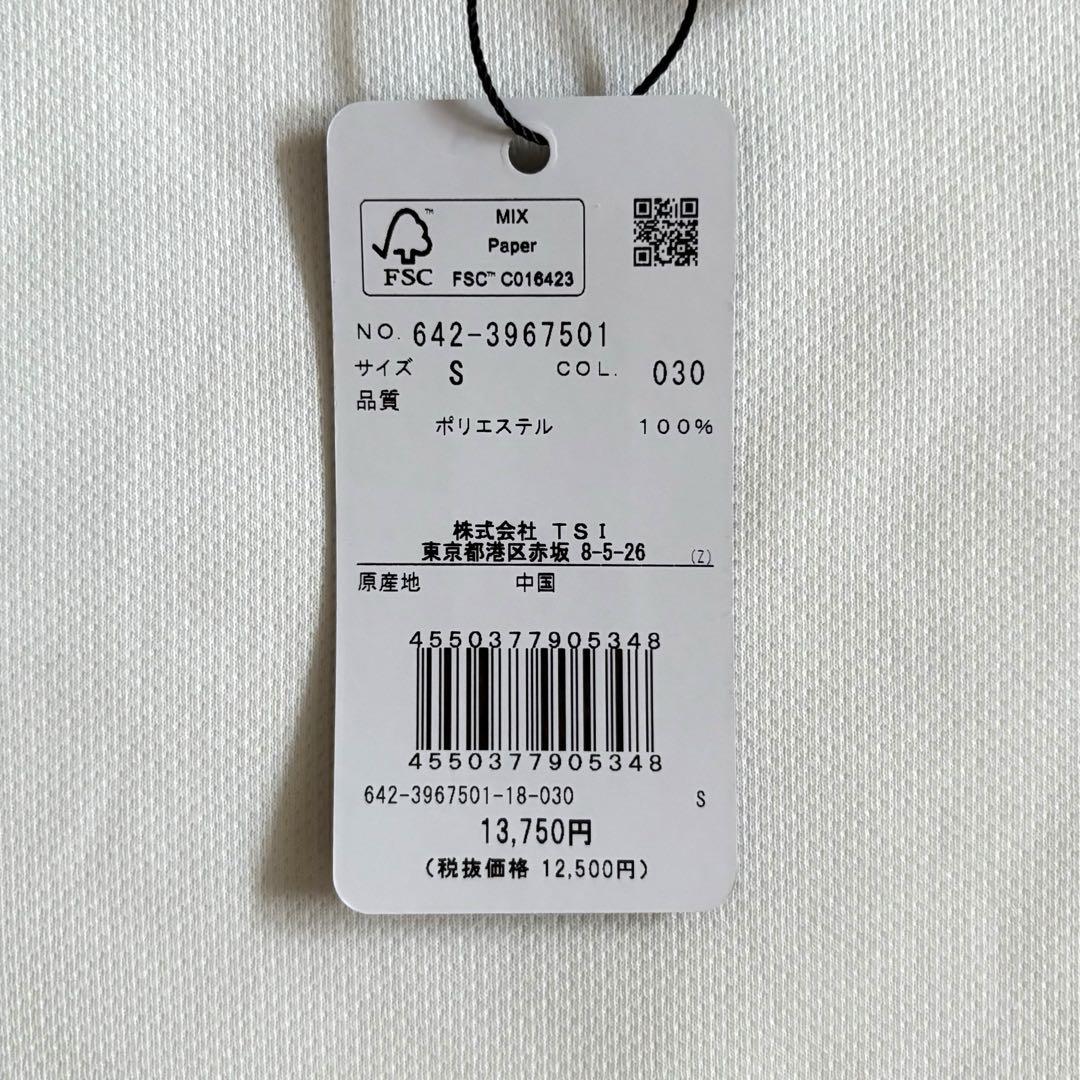 MIX
Paper
FSC™ C016423
FSC™
NO. 642-3967501
サイズ S COL. 030
品質
ポリエステル 100%
株式会社 TSI
東京都港区赤坂 8-5-26 (Z)
原産地 中国
4550377905348
4550377905348
642-3967501-18-030 S
13,750円
(税抜価格 12,500円)